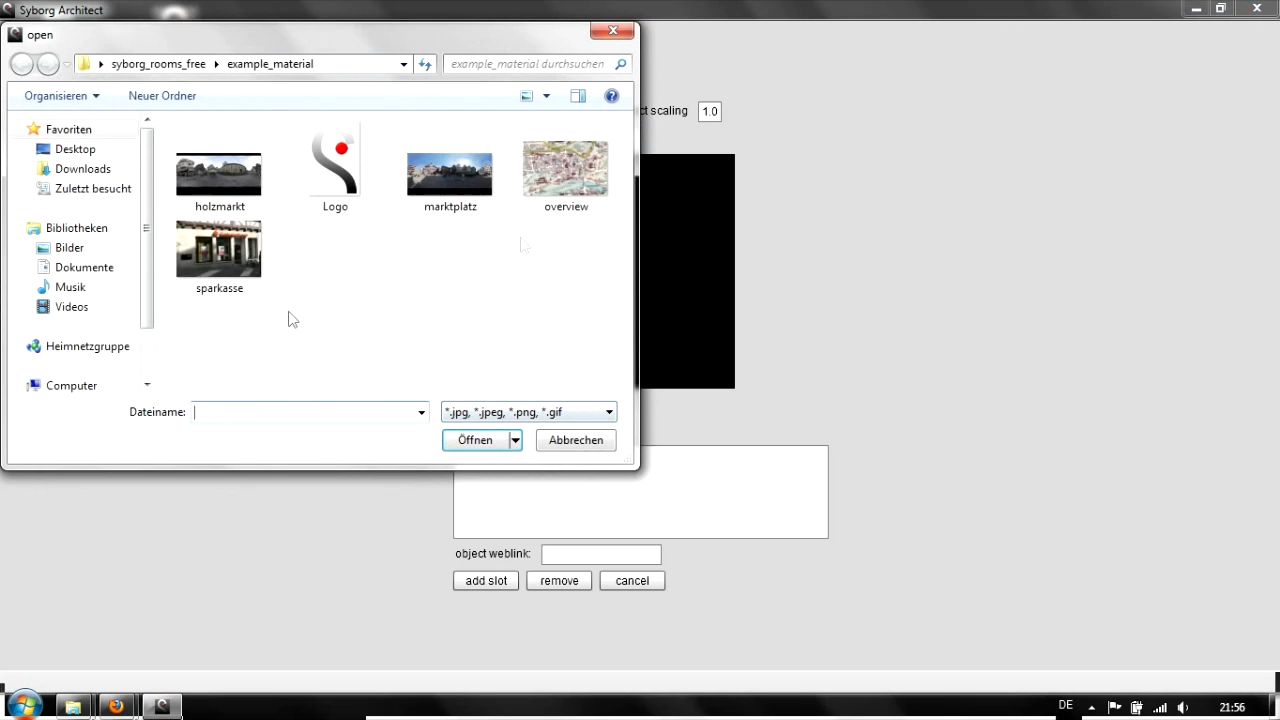 Syborg Architect
open
syborg_rooms_free
example_material
example_material durchsuchen
Organisieren
Neuer Ordner
Favoriten
Desktop
Downloads
Zuletzt besucht
Bibliotheken
Bilder
Dokumente
Musik
Videos
Heimnetzgruppe
Computer
holzmarkt
Logo
marktplatz
overview
sparkasse
Dateiname:
*.jpg, *.jpeg, *.png, *.gif
Öffnen
Abbrechen
scaling
1.0
object weblink:
add slot
remove
cancel
DE
21:56